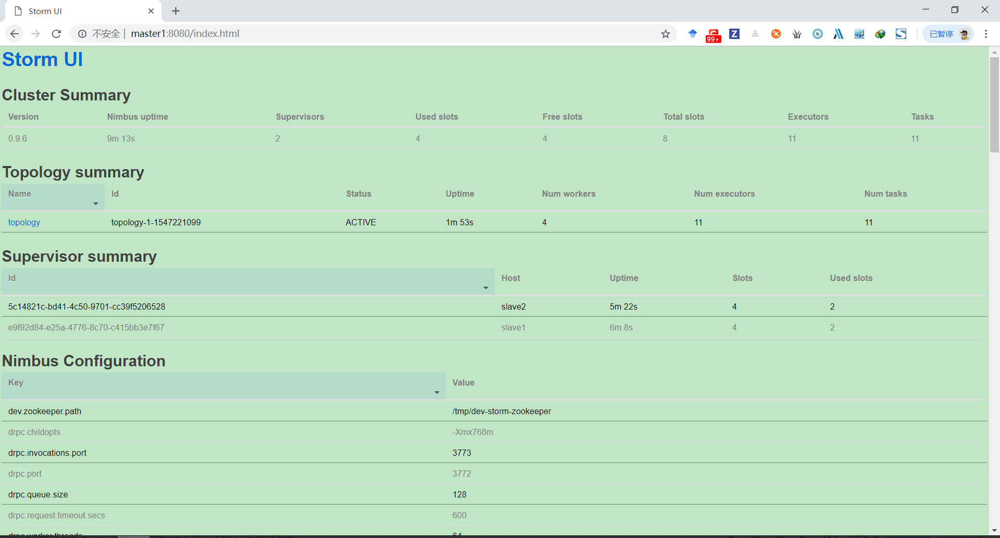 Storm UI
不安全 | master1:8080/index.html
99+
Z
S
已暂停
Storm UI
Cluster Summary
Version Nimbus uptime Supervisors Used slots Free slots Total slots Executors Tasks
0.9.6 9m 13s 2 4 4 8 11 11
Topology summary
Name Id Status Uptime Num workers Num executors Num tasks
topology topology-1-1547221099 ACTIVE 1m 53s 4 11 11
Supervisor summary
Id Host Uptime Slots Used slots
5c14821c-bd41-4c50-9701-cc39f5206528 slave2 5m 22s 4 2
e9f92d84-e25a-4776-8c70-c415bb3e7f67 slave1 6m 8s 4 2
Nimbus Configuration
Key Value
dev.zookeeper.path /tmp/dev-storm-zookeeper
drpc.childopts -Xmx768m
drpc.invocations.port 3773
drpc.port 3772
drpc.queue.size 128
drpc.request.timeout.secs 600
drpc.worker.threads 64